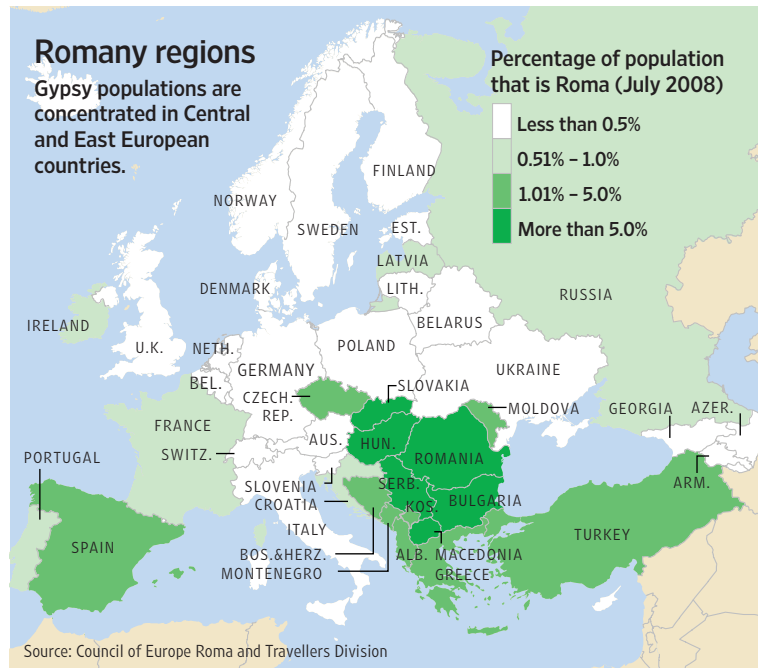 Romany regions
Gypsy populations are
concentrated in Central
and East European
countries.
Percentage of population
that is Roma (July 2008)
Less than 0.5%
0.51% – 1.0%
1.01% – 5.0%
More than 5.0%
FINLAND
NORWAY
SWEDEN
EST.
LATVIA
DENMARK
LITH.
RUSSIA
IRELAND
BELARUS
U.K.
NETH.
POLAND
GERMANY
UKRAINE
BEL.
SLOVAKIA
CZECH.
REP.
MOLDOVA
GEORGIA
AZER.
FRANCE
AUS.
HUN.
SWITZ.
PORTUGAL
ROMANIA
SLOVENIA
SERB.
ARM.
CROATIA
KOS.
BULGARIA
ITALY
TURKEY
SPAIN
BOS.&HERZ.
ALB.
MACEDONIA
MONTENEGRO
GREECE
Source: Council of Europe Roma and Travellers Division